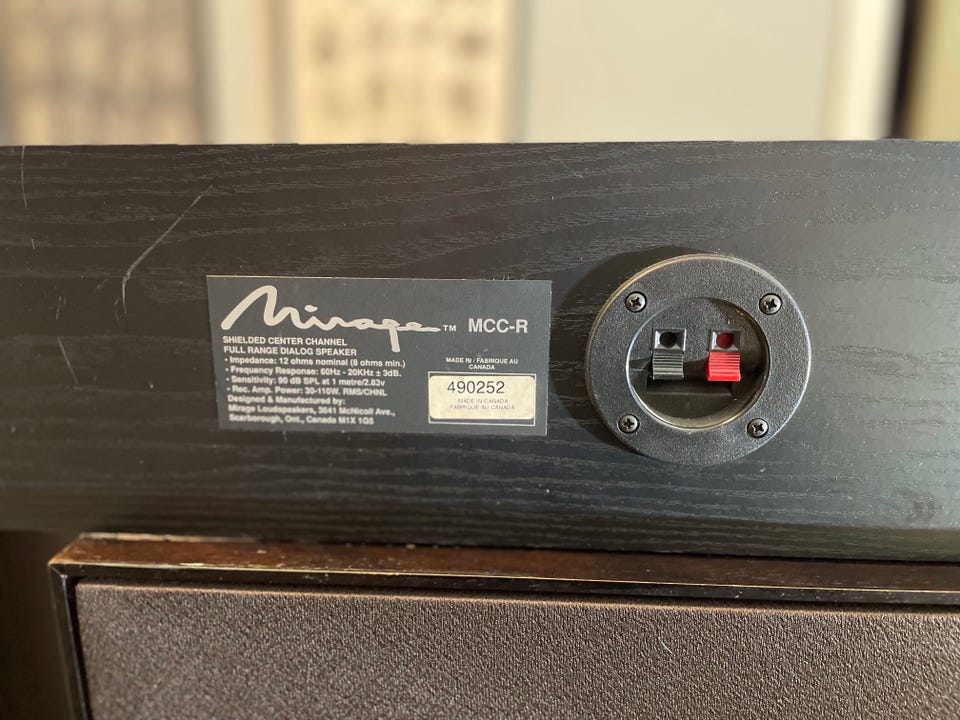 Mirage™ MCC-R
SHIELDED CENTER CHANNEL
FULL RANGE DIALOG SPEAKER
• Impedance: 12 ohms nominal (8 ohms min.)
• Frequency Response: 60Hz - 20KHz ± 3dB.
• Sensitivity: 90 dB SPL at 1 metre/2.83v
• Rec. Amp. Power: 30-110W. RMS/CHNL
Designed & Manufactured by:
Mirage Loudspeakers, 3641 McNicoll Ave.,
Scarborough, Ont., Canada M1X 1G5
MADE IN / FABRIQUE AU
CANADA
490252
MADE IN CANADA
FABRIQUE AU CANADA